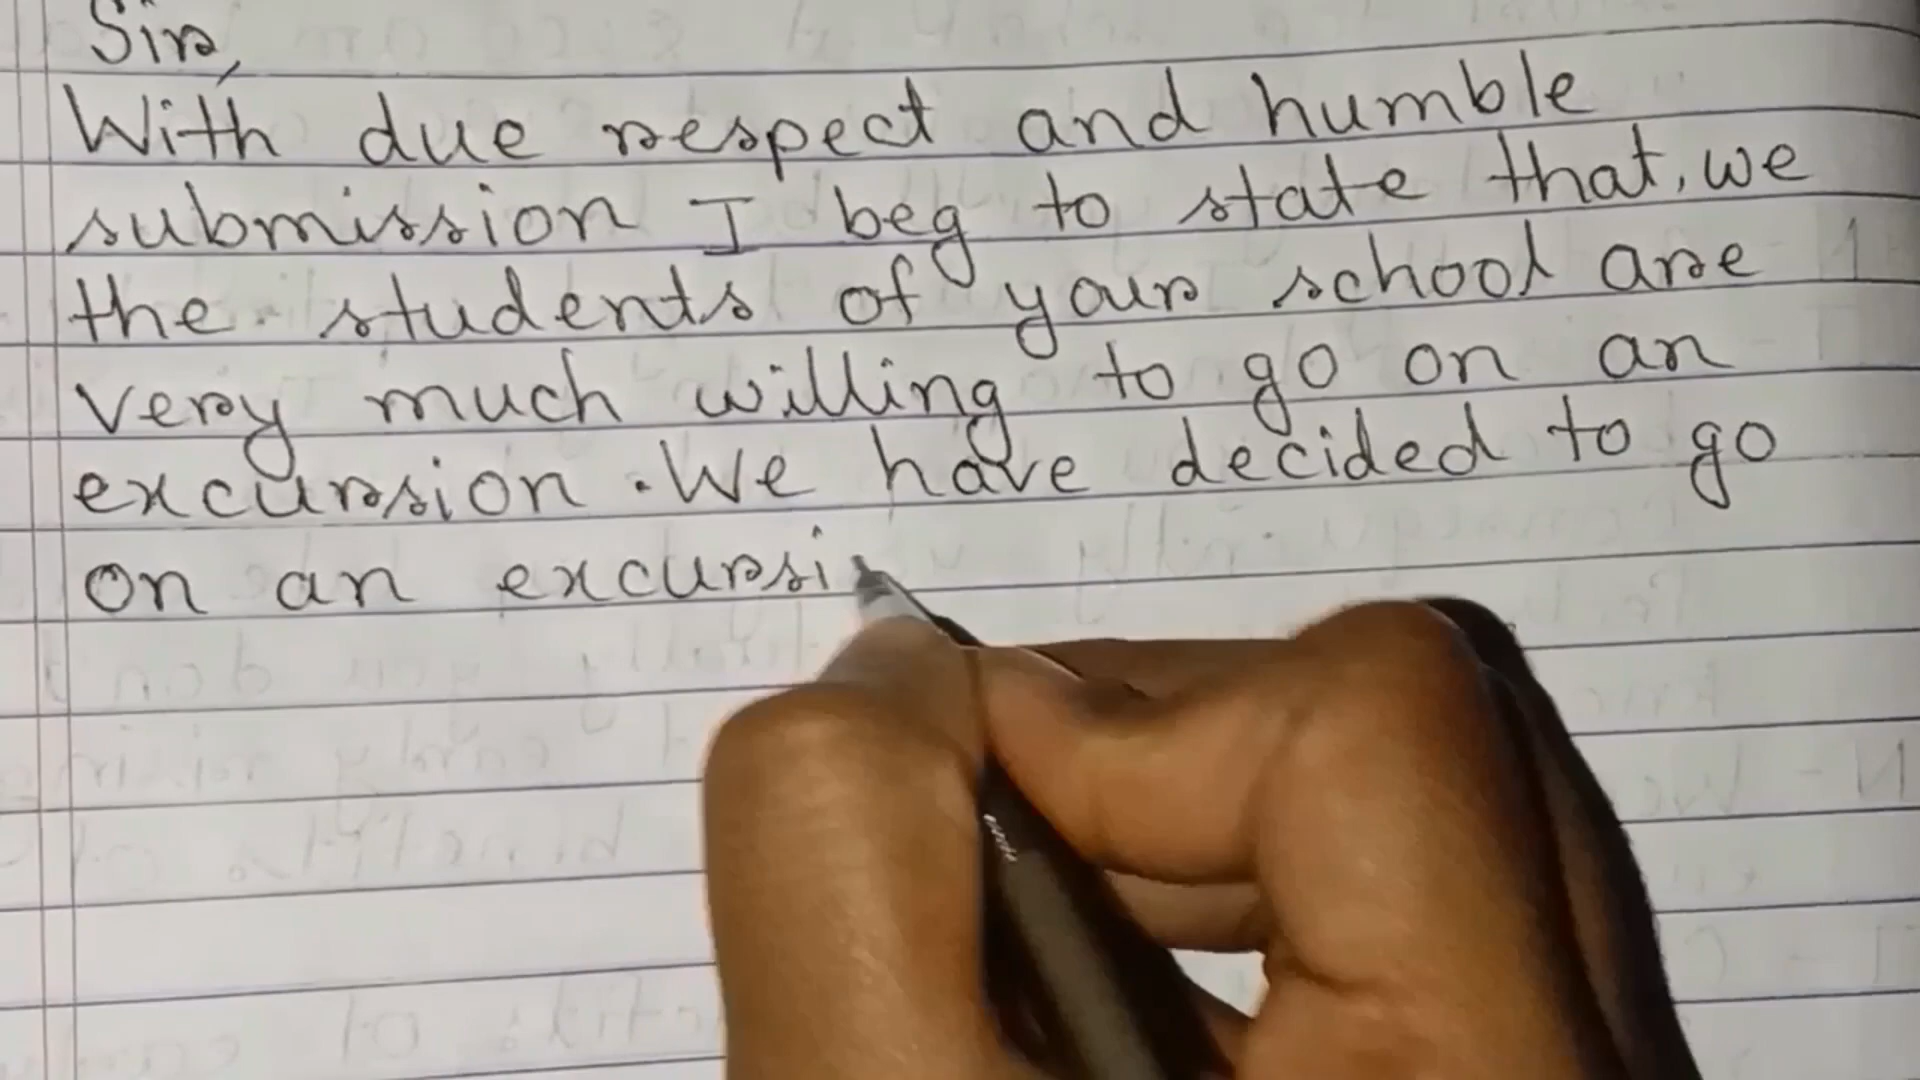 Sir,
With due respect and humble
submission I beg to state that, we
the students of your school are
very much willing to go on an
excursion. We have decided to go
on an excursi